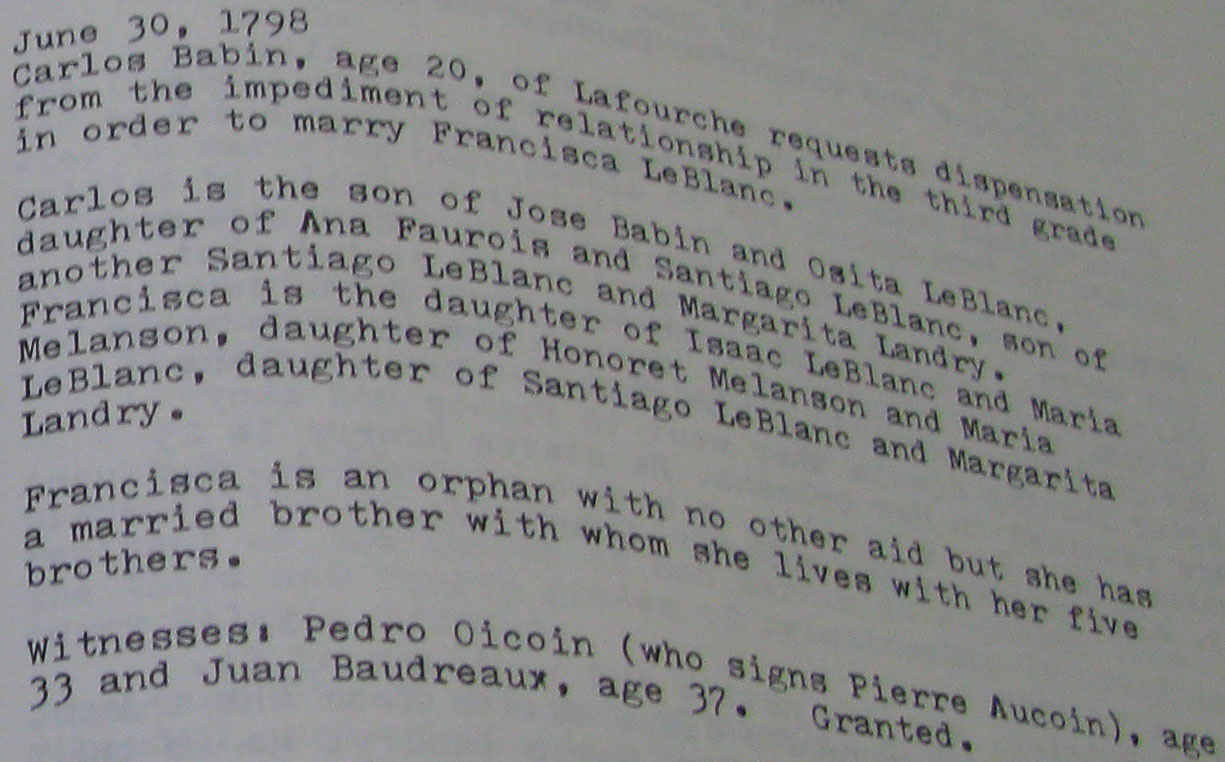 June 30, 1798
Carlos Babin, age 20, of Lafourche requests dispensation
from the impediment of relationship in the third grade
in order to marry Francisca LeBlanc.
Carlos is the son of Jose Babin and Osita LeBlanc,
daughter of Ana Faurois and Santiago LeBlanc, son of
another Santiago LeBlanc and Margarita Landry.
Francisca is the daughter of Isaac LeBlanc and Maria
Melanson, daughter of Honoret Melanson and Maria
LeBlanc, daughter of Santiago LeBlanc and Margarita
Landry.
Francisca is an orphan with no other aid but she has
a married brother with whom she lives with her five
brothers.
Witnesses: Pedro Oicoin (who signs Pierre Aucoin), age
33 and Juan Baudreaux, age 37. Granted.